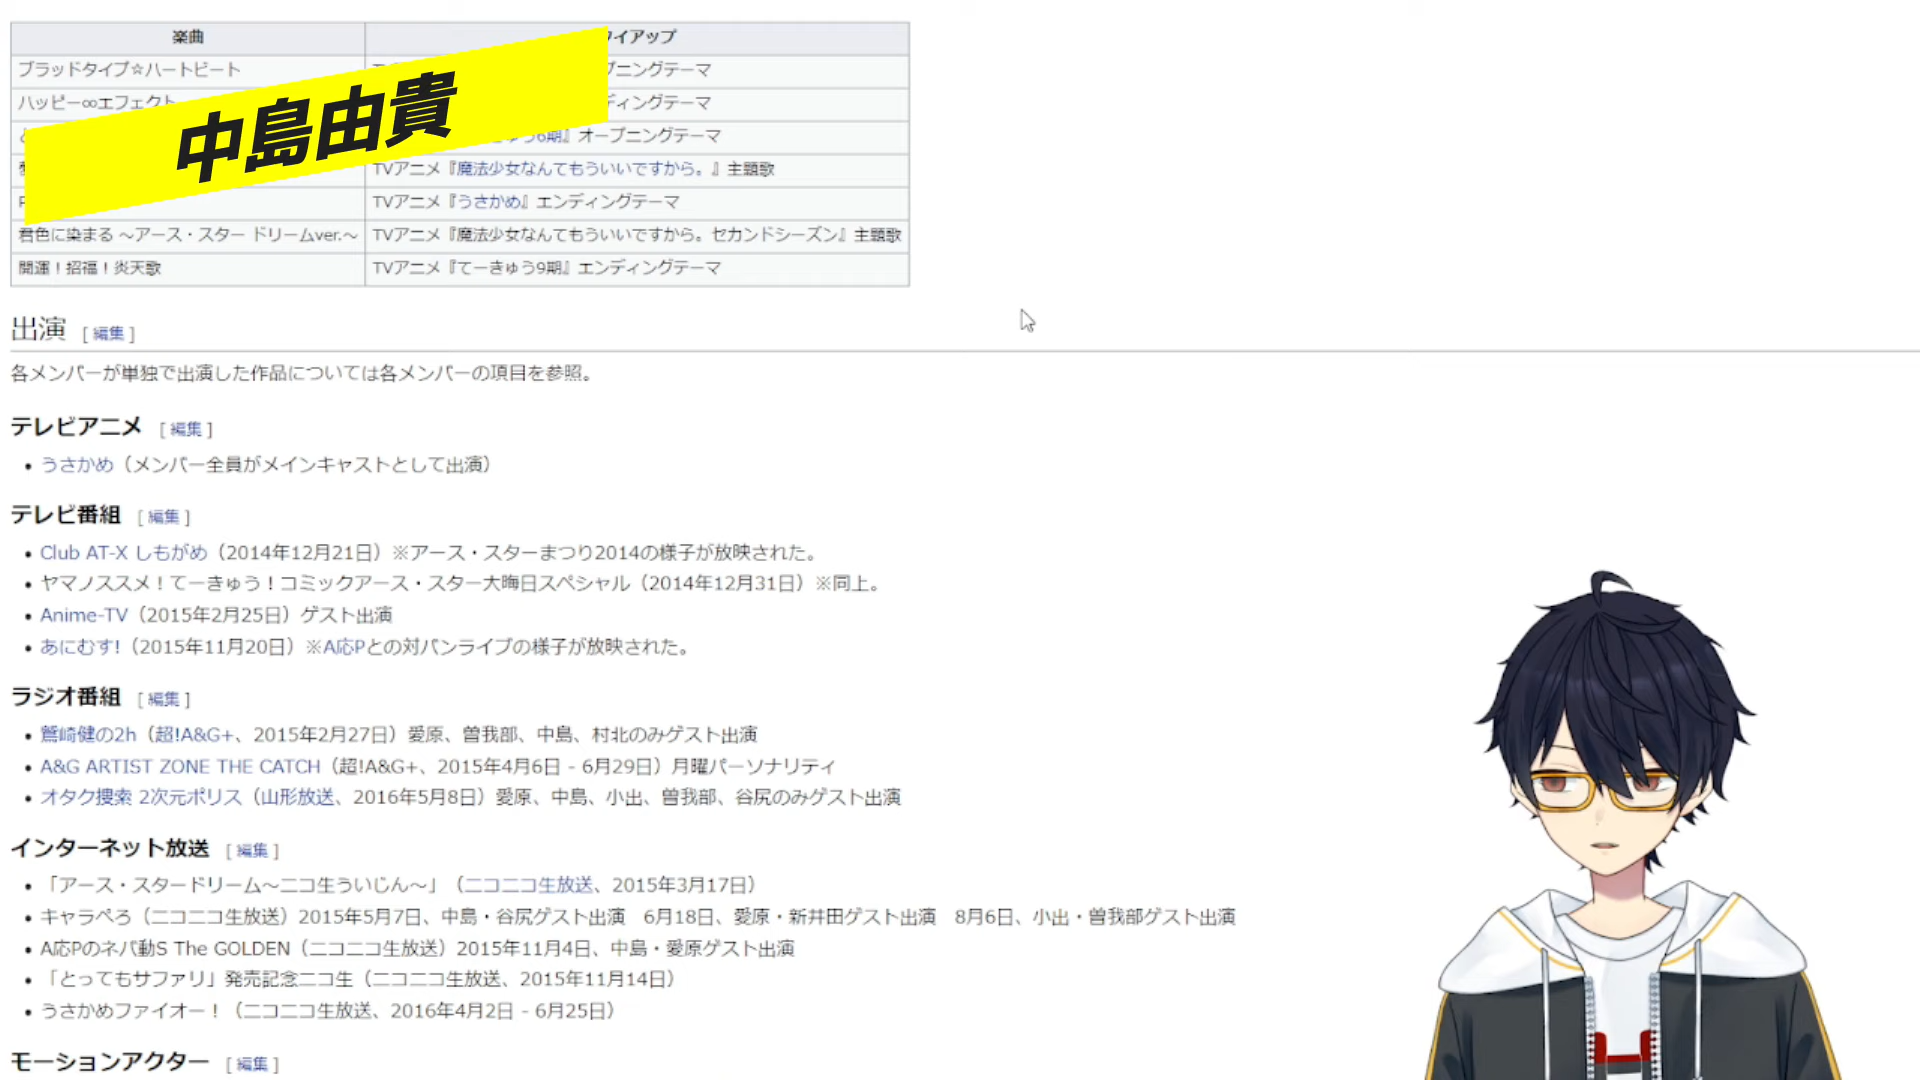 楽曲 イアップ
ブラッドタイプ☆ハートビート ニングテーマ
ハッピー∞エフェクト ディングテーマ
中島由貴
6期』オープニングテーマ
TVアニメ『魔法少女なんてもういいですから。』主題歌
TVアニメ『うさかめ』エンディングテーマ
君色に染まる ～アース・スター ドリームver.～ TVアニメ『魔法少女なんてもういいですから。セカンドシーズン』主題歌
開運！招福！炎天歌 TVアニメ『てーきゅう9期』エンディングテーマ
出演 [ 編集 ]
各メンバーが単独で出演した作品については各メンバーの項目を参照。
テレビアニメ [ 編集 ]
• うさかめ（メンバー全員がメインキャストとして出演）
テレビ番組 [ 編集 ]
• Club AT-X しもがめ（2014年12月21日）※アース・スターまつり2014の様子が放映された。
• ヤマノススメ！てーきゅう！コミックアース・スター大晦日スペシャル（2014年12月31日）※同上。
• Anime-TV（2015年2月25日）ゲスト出演
• あにむす!（2015年11月20日）※A応Pとの対バンライブの様子が放映された。
ラジオ番組 [ 編集 ]
• 鷲崎健の2h（超!A&G+、2015年2月27日）愛原、曽我部、中島、村北のみゲスト出演
• A&G ARTIST ZONE THE CATCH（超!A&G+、2015年4月6日 - 6月29日）月曜パーソナリティ
• オタク捜索 2次元ポリス（山形放送、2016年5月8日）愛原、中島、小出、曽我部、谷尻のみゲスト出演
インターネット放送 [ 編集 ]
• 「アース・スタードリーム～ニコ生ういじん～」（ニコニコ生放送、2015年3月17日）
• キャラペろ（ニコニコ生放送）2015年5月7日、中島・谷尻ゲスト出演 6月18日、愛原・新井田ゲスト出演 8月6日、小出・曽我部ゲスト出演
• A応Pのネバ動S The GOLDEN（ニコニコ生放送）2015年11月4日、中島・愛原ゲスト出演
• 「とってもサファリ」発売記念ニコ生（ニコニコ生放送、2015年11月14日）
• うさかめファイオー！（ニコニコ生放送、2016年4月2日 - 6月25日）
モーションアクター [ 編集 ]